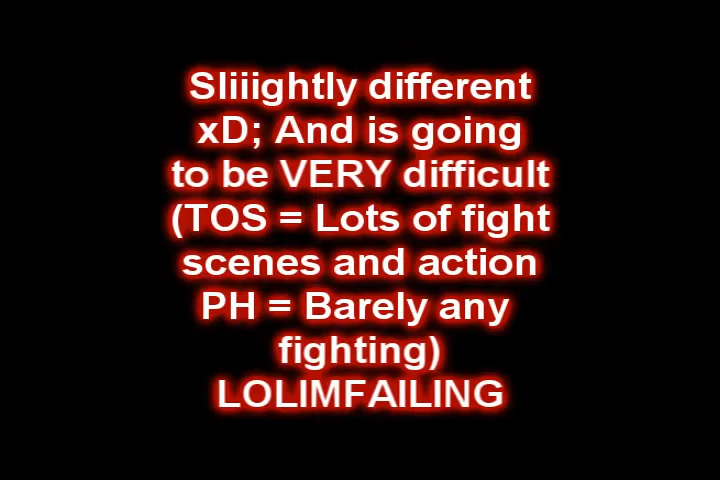 Sliiightly different
xD; And is going
to be VERY difficult
(TOS = Lots of fight
scenes and action
PH = Barely any
fighting)
LOLIMFAILING